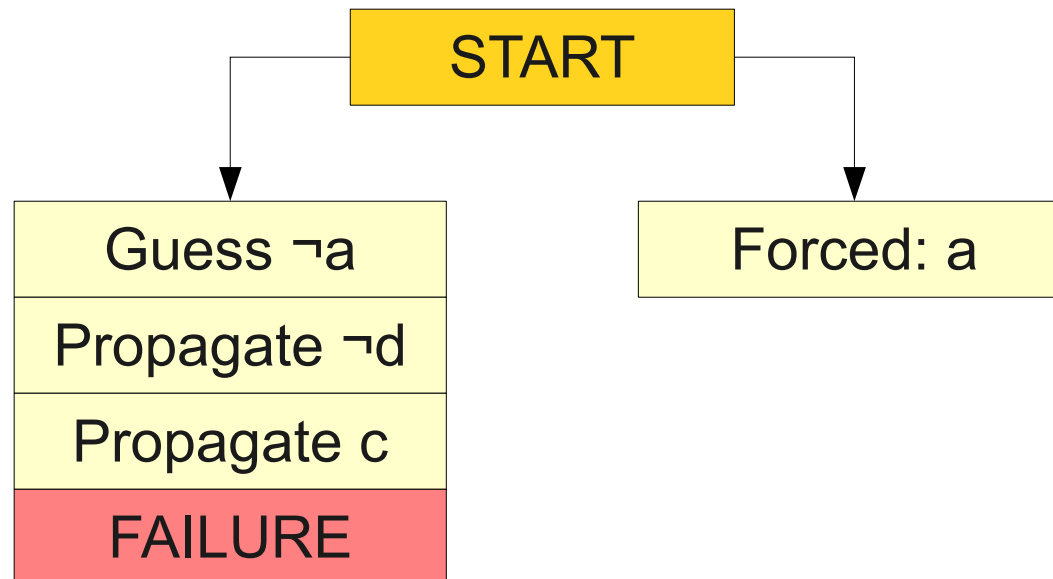 START
Guess ¬a
Propagate ¬d
Propagate c
FAILURE
Forced: a